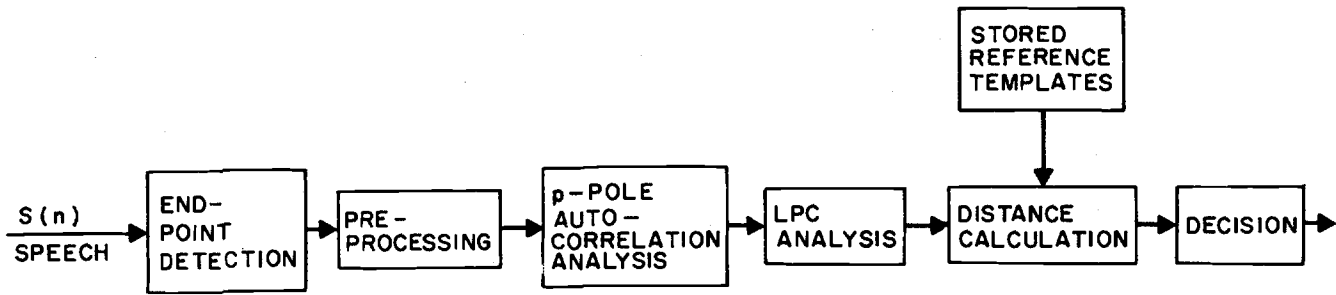 STORED
REFERENCE
TEMPLATES
S(n)
SPEECH
END-
POINT
DETECTION
PRE-
PROCESSING
p-POLE
AUTO-
CORRELATION
ANALYSIS
LPC
ANALYSIS
DISTANCE
CALCULATION
DECISION